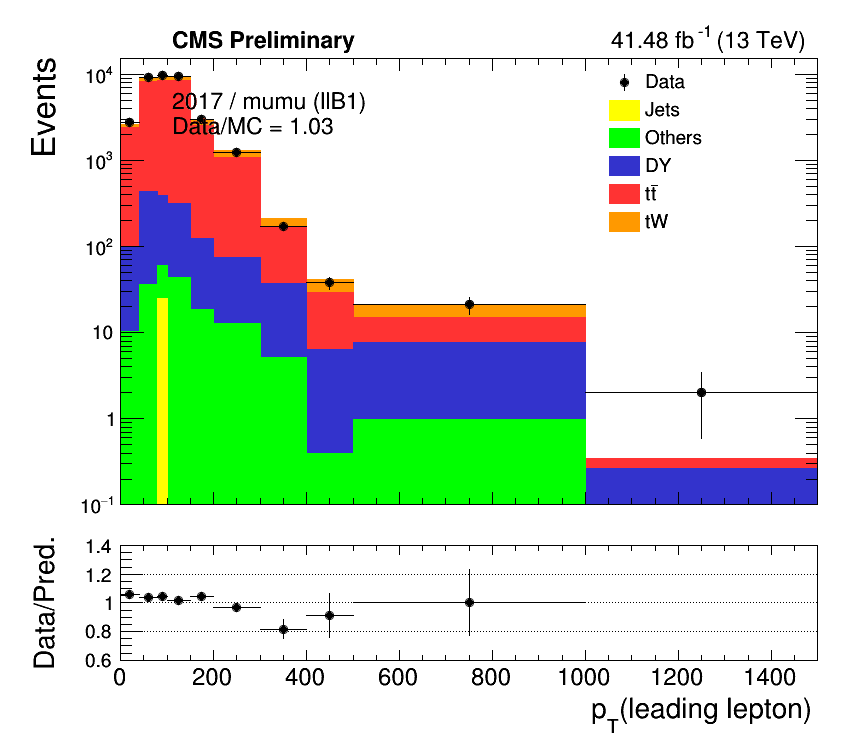 CMS Preliminary
41.48 fb⁻¹ (13 TeV)
Events
10⁴
10³
10²
10
1
10⁻¹
2017 / mumu (llB1)
Data/MC = 1.03
Data
Jets
Others
DY
tt̄
tW
Data/Pred.
1.4
1.2
1
0.8
0.6
0 200 400 600 800 1000 1200 1400
p_T(leading lepton)